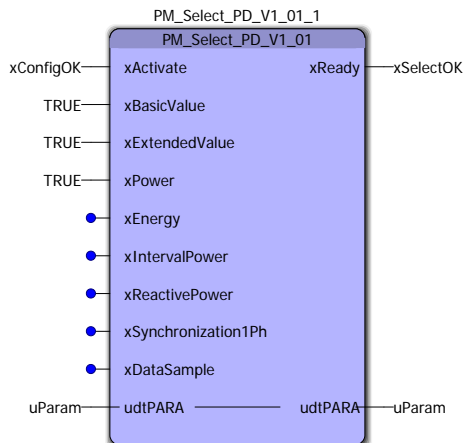 PM_Select_PD_V1_01_1
PM_Select_PD_V1_01
xConfigOK xActivate xReady xSelectOK
TRUE xBasicValue
TRUE xExtendedValue
TRUE xPower
xEnergy
xIntervalPower
xReactivePower
xSynchronization1Ph
xDataSample
uParam udtPARA udtPARA uParam